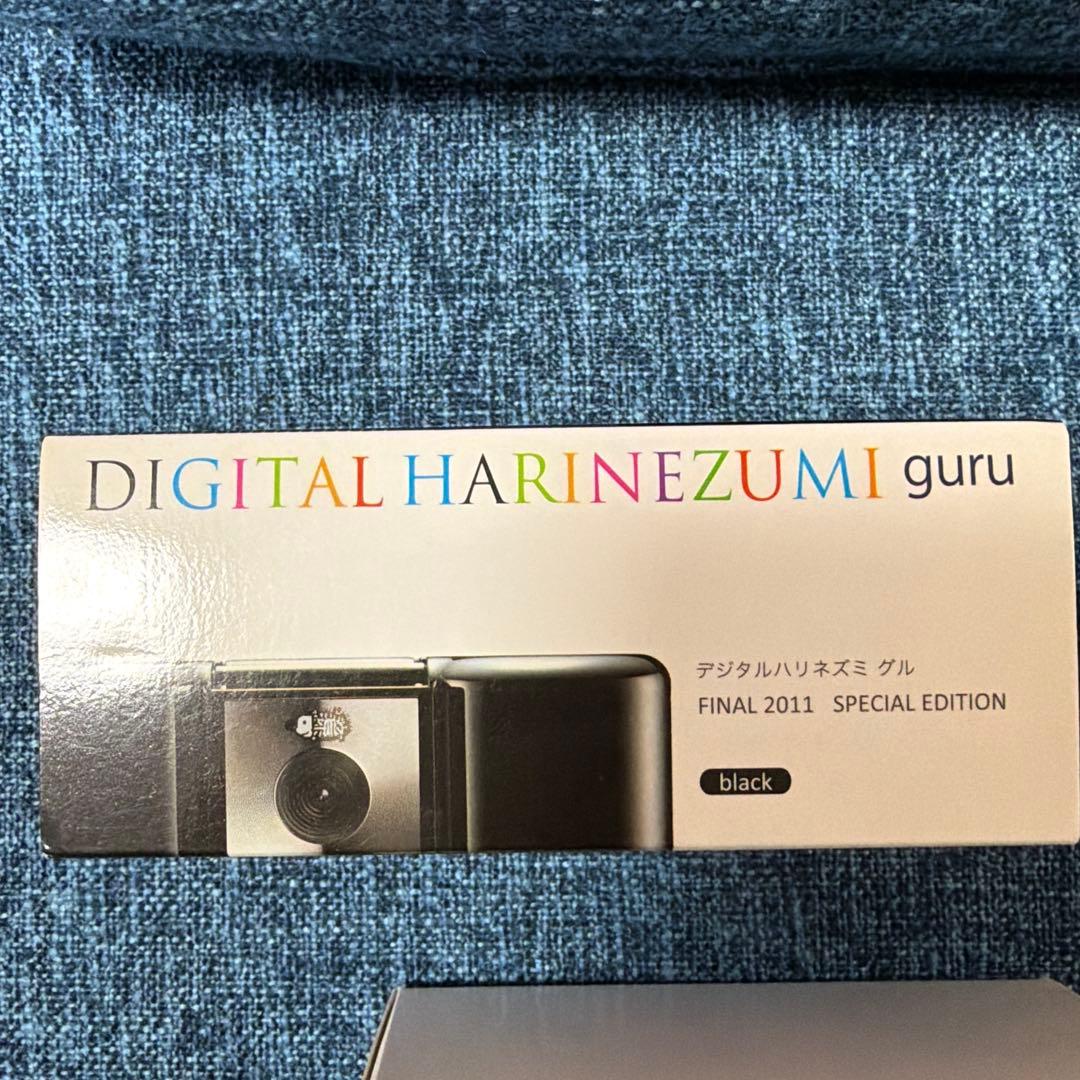 DIGITAL HARINEZUMI guru
デジタルハリネズミ グル
FINAL 2011 SPECIAL EDITION
black